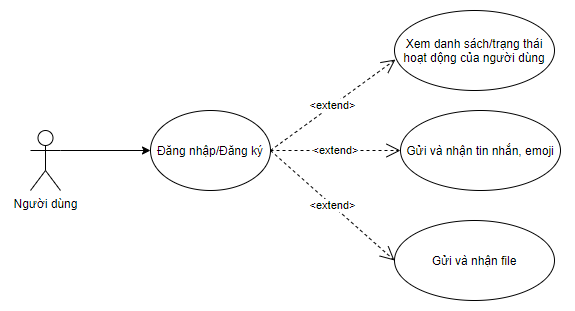 Xem danh sách/trạng thái
hoạt động của người dùng
<extend>
Đăng nhập/Đăng ký
<extend>
Gửi và nhận tin nhắn, emoji
Người dùng
<extend>
Gửi và nhận file